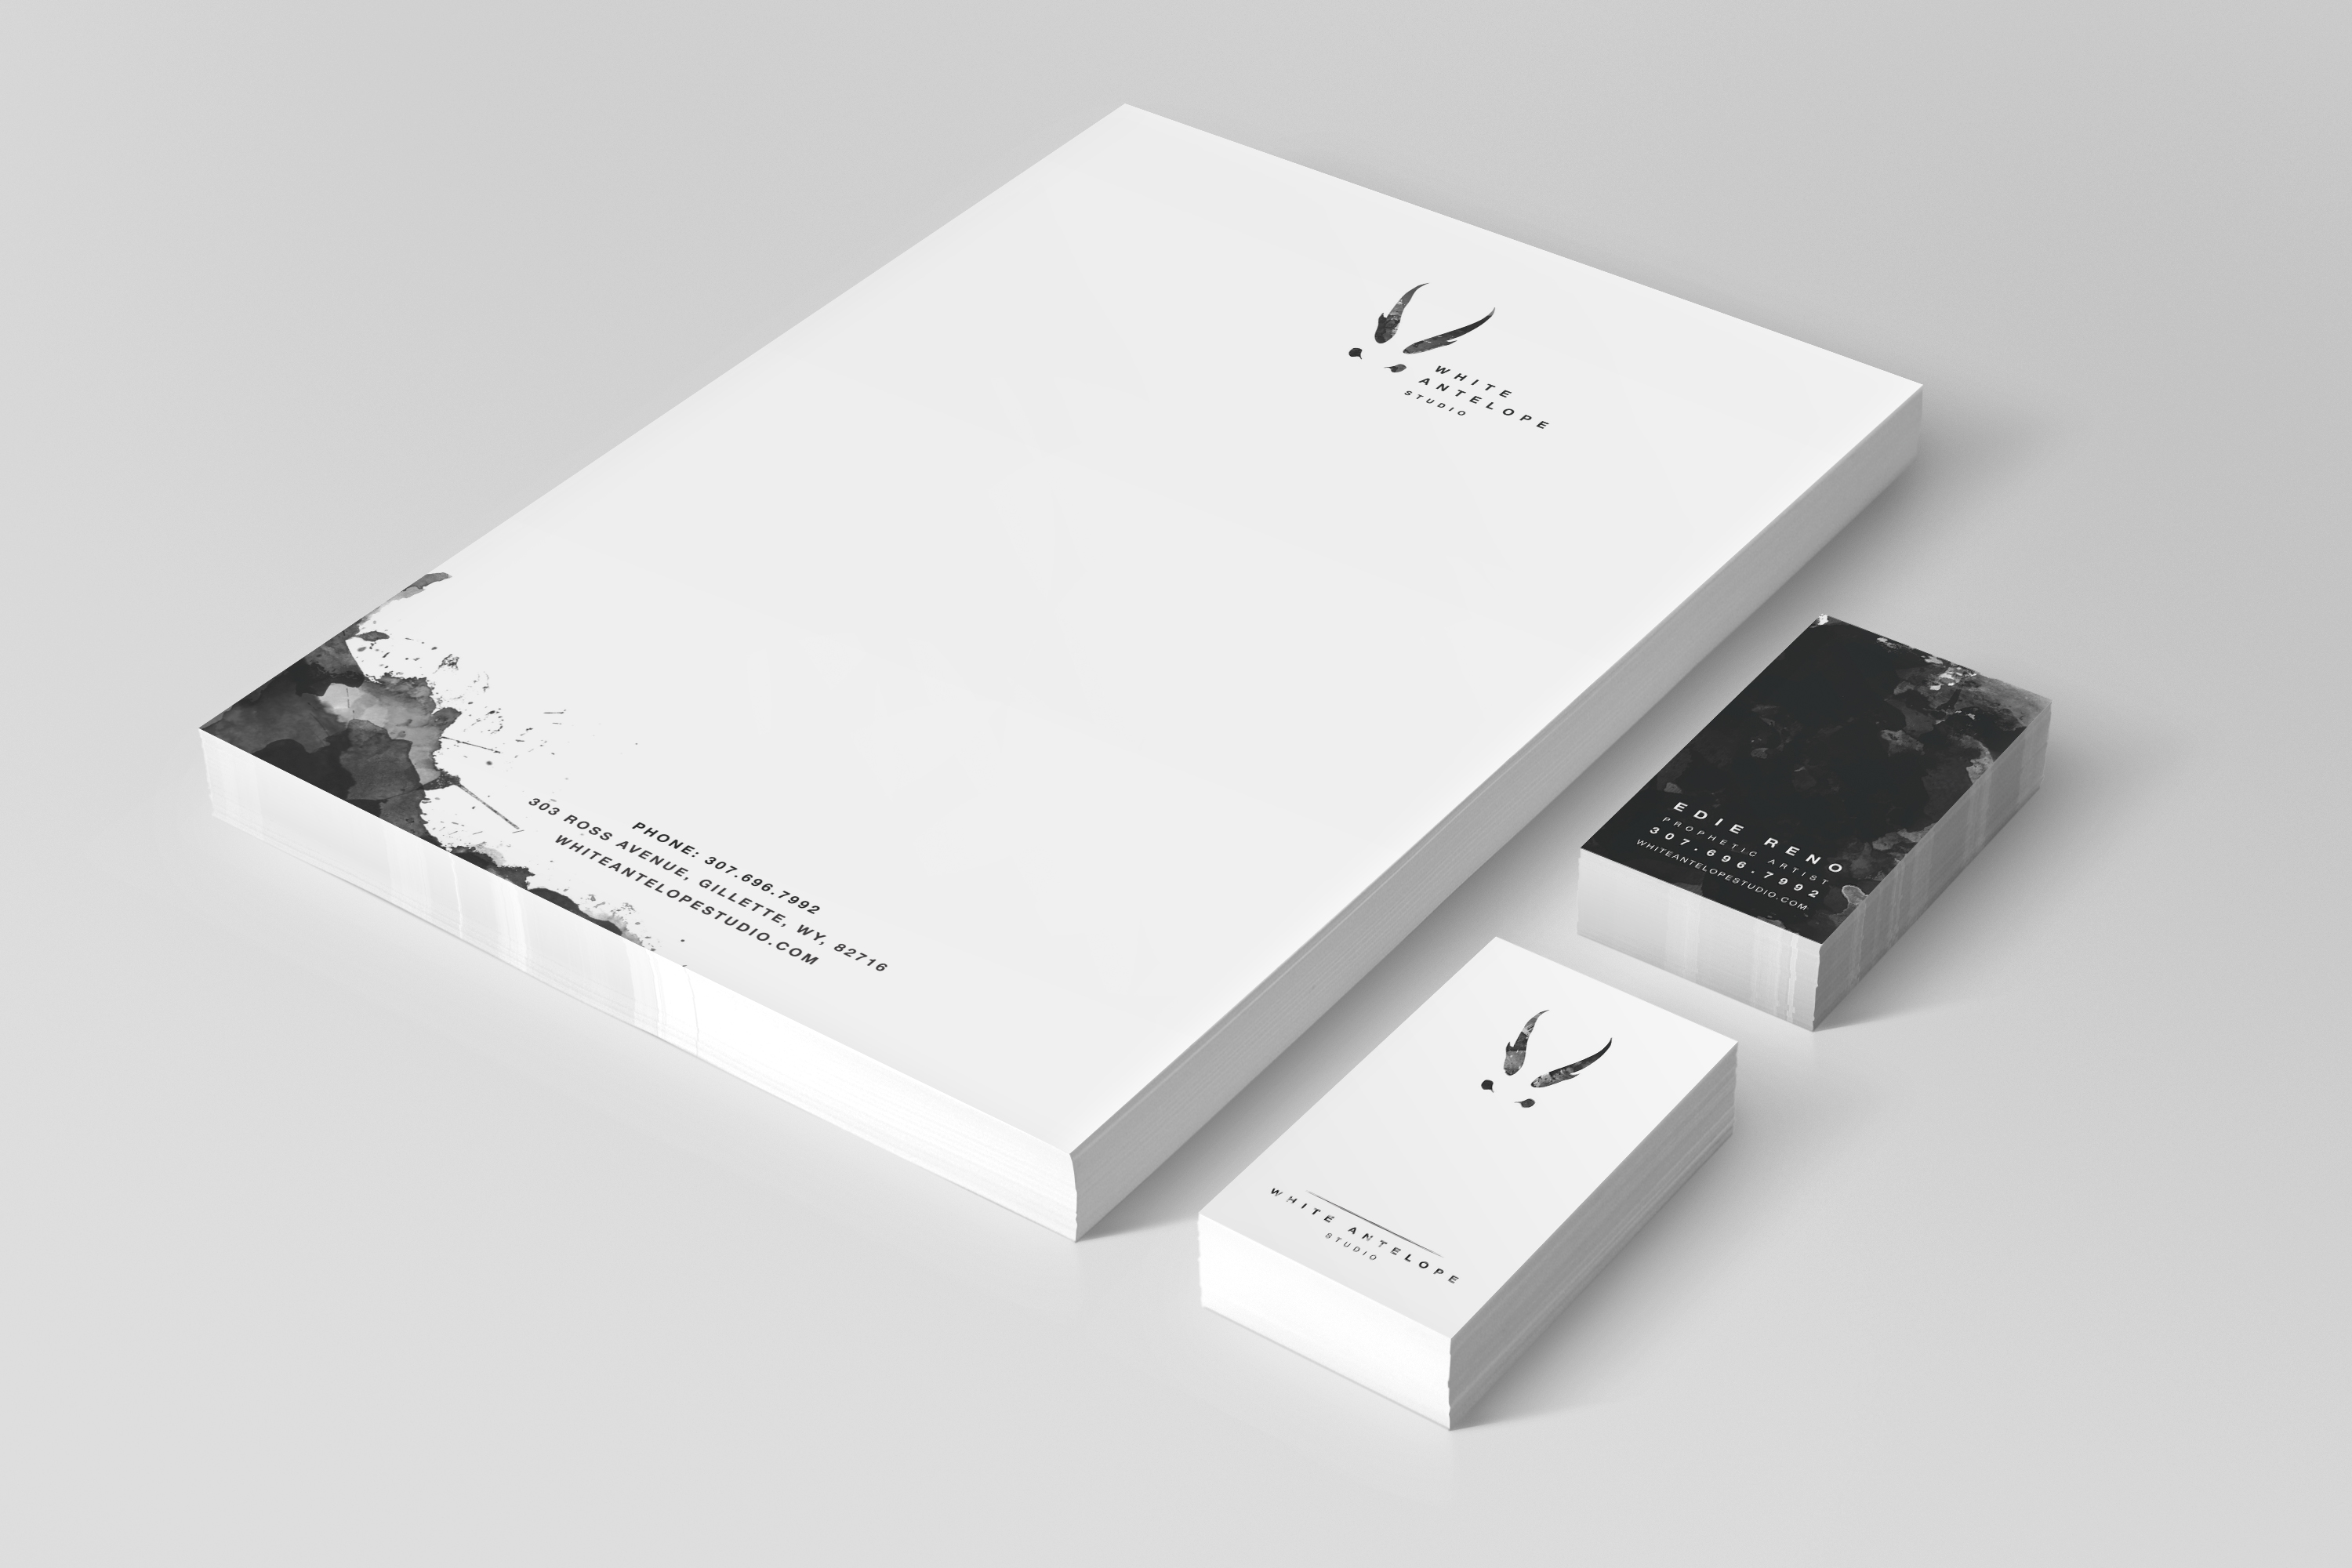 WHITE
ANTELOPE
STUDIO
PHONE: 307.696.7992
303 ROSS AVENUE, GILLETTE, WY, 82716
WHITEANTELOPESTUDIO.COM
EDIE RENO
PROPHETIC ARTIST
307.696.7992
WHITEANTELOPESTUDIO.COM
WHITE ANTELOPE
STUDIO